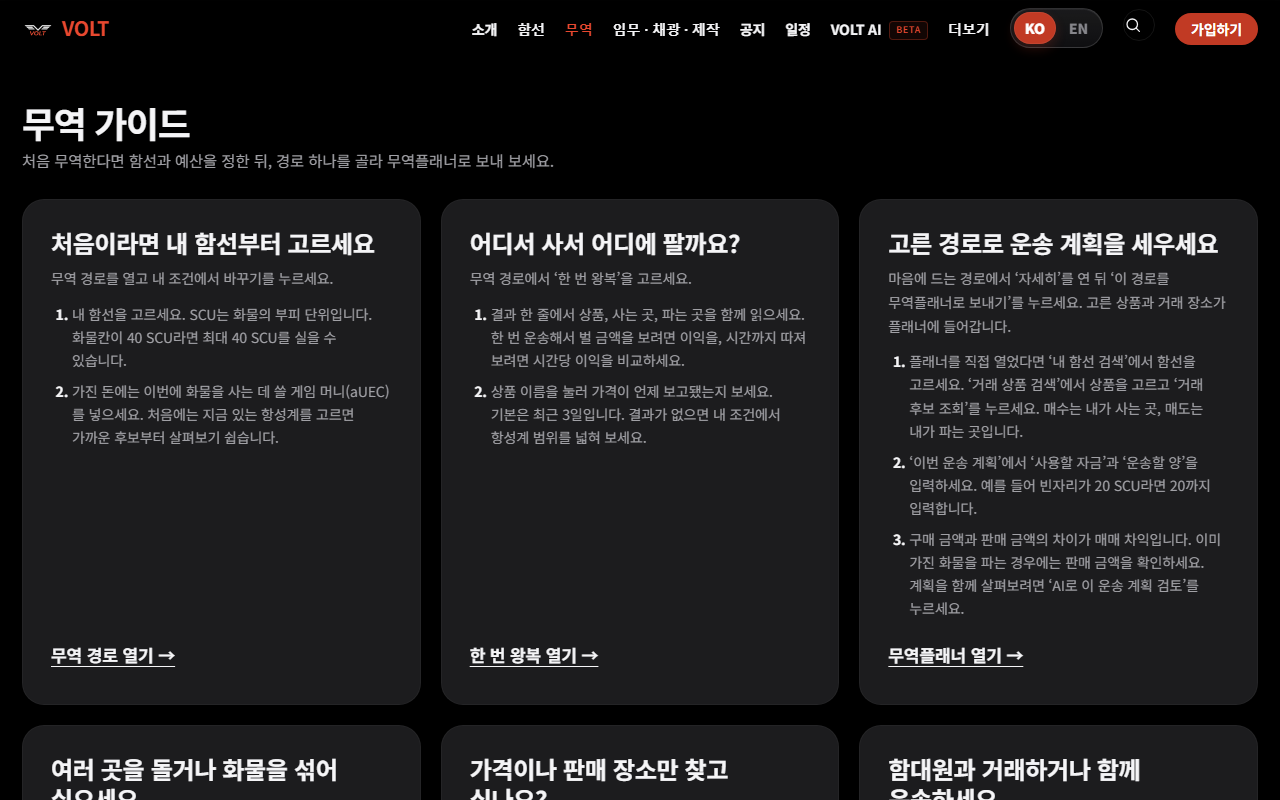 VOLT VOLT 소개 함선 무역 임무 · 채광 · 제작 공지 일정 VOLT AI BETA 더보기 KO EN 가입하기
무역 가이드
처음 무역한다면 함선과 예산을 정한 뒤, 경로 하나를 골라 무역플래너로 보내 보세요.
처음이라면 내 함선부터 고르세요
무역 경로를 열고 내 조건에서 바꾸기를 누르세요.
1. 내 함선을 고르세요. SCU는 화물의 부피 단위입니다.
화물칸이 40 SCU라면 최대 40 SCU를 실을 수
있습니다.
2. 가진 돈에는 이번에 화물을 사는 데 쓸 게임 머니(aUEC)
를 넣으세요. 처음에는 지금 있는 항성계를 고르면
가까운 후보부터 살펴보기 쉽습니다.
무역 경로 열기 →
어디서 사서 어디에 팔까요?
무역 경로에서 ‘한 번 왕복’을 고르세요.
1. 결과 한 줄에서 상품, 사는 곳, 파는 곳을 함께 읽으세요.
한 번 운송해서 벌 금액을 보려면 이익을, 시간까지 따져
보려면 시간당 이익을 비교하세요.
2. 상품 이름을 눌러 가격이 언제 보고됐는지 보세요.
기본은 최근 3일입니다. 결과가 없으면 내 조건에서
항성계 범위를 넓혀 보세요.
한 번 왕복 열기 →
고른 경로로 운송 계획을 세우세요
마음에 드는 경로에서 ‘자세히’를 연 뒤 ‘이 경로를
무역플래너로 보내기’를 누르세요. 고른 상품과 거래 장소가
플래너에 들어갑니다.
1. 플래너를 직접 열었다면 ‘내 함선 검색’에서 함선을
고르세요. ‘거래 상품 검색’에서 상품을 고르고 ‘거래
후보 조회’를 누르세요. 매수는 내가 사는 곳, 매도는
내가 파는 곳입니다.
2. ‘이번 운송 계획’에서 ‘사용할 자금’과 ‘운송할 양’을
입력하세요. 예를 들어 빈자리가 20 SCU라면 20까지
입력합니다.
3. 구매 금액과 판매 금액의 차이가 매매 차익입니다. 이미
가진 화물을 파는 경우에는 판매 금액을 확인하세요.
계획을 함께 살펴보려면 ‘AI로 이 운송 계획 검토’를
누르세요.
무역플래너 열기 →
여러 곳을 돌거나 화물을 섞어
실으세요
가격이나 판매 장소만 찾고
싶나요?
함대원과 거래하거나 함께
운송하세요